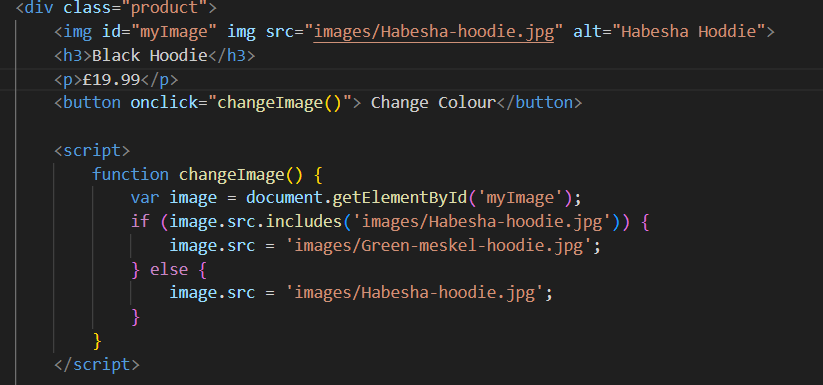 <div class="product">
<img id="myImage" img src="images/Habesha-hoodie.jpg" alt="Habesha Hoddie">
<h3>Black Hoodie</h3>
<p>£19.99</p>
<button onclick="changeImage()"> Change Colour</button>
<script>
function changeImage() {
var image = document.getElementById('myImage');
if (image.src.includes('images/Habesha-hoodie.jpg')) {
image.src = 'images/Green-meskel-hoodie.jpg';
} else {
image.src = 'images/Habesha-hoodie.jpg';
}
}
</script>